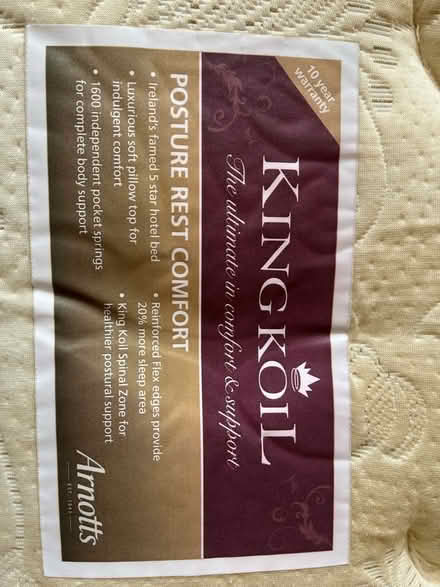 10 year
warranty
KING KOIL
The ultimate in comfort & support
POSTURE REST COMFORT
• Ireland's famed 5 star hotel bed
• Luxurious soft pillow top for
indulgent comfort
• 1600 independent pocket springs
for complete body support
• Reinforced Flex edges provide
20% more sleep area
• King Koil Spinal Zone for
healthier postural support
Arnotts
EST. 1843